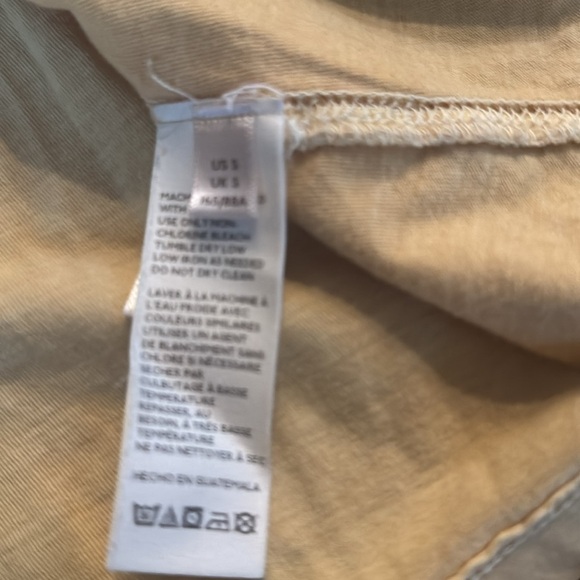 US S
UK S
MACH
WITH
USE ONLY NON-
CHLORINE BLEACH
TUMBLE DRY LOW
LOW IRON AS NEEDED
DO NOT DRY CLEAN
LAVER À LA MACHINE À
L'EAU FROIDE AVEC
COULEURS SIMILAIRES
UTILISER UN AGENT
DE BLANCHIMENT SANS
CHLORE SI NÉCESSAIRE
SÉCHER PAR
CULBUTAGE À BASSE
TEMPÉRATURE
REPASSER, AU
BESOIN, À TRÈS BASSE
TEMPÉRATURE
NE PAS NETTOYER À SEC
HECHO EN GUATEMALA